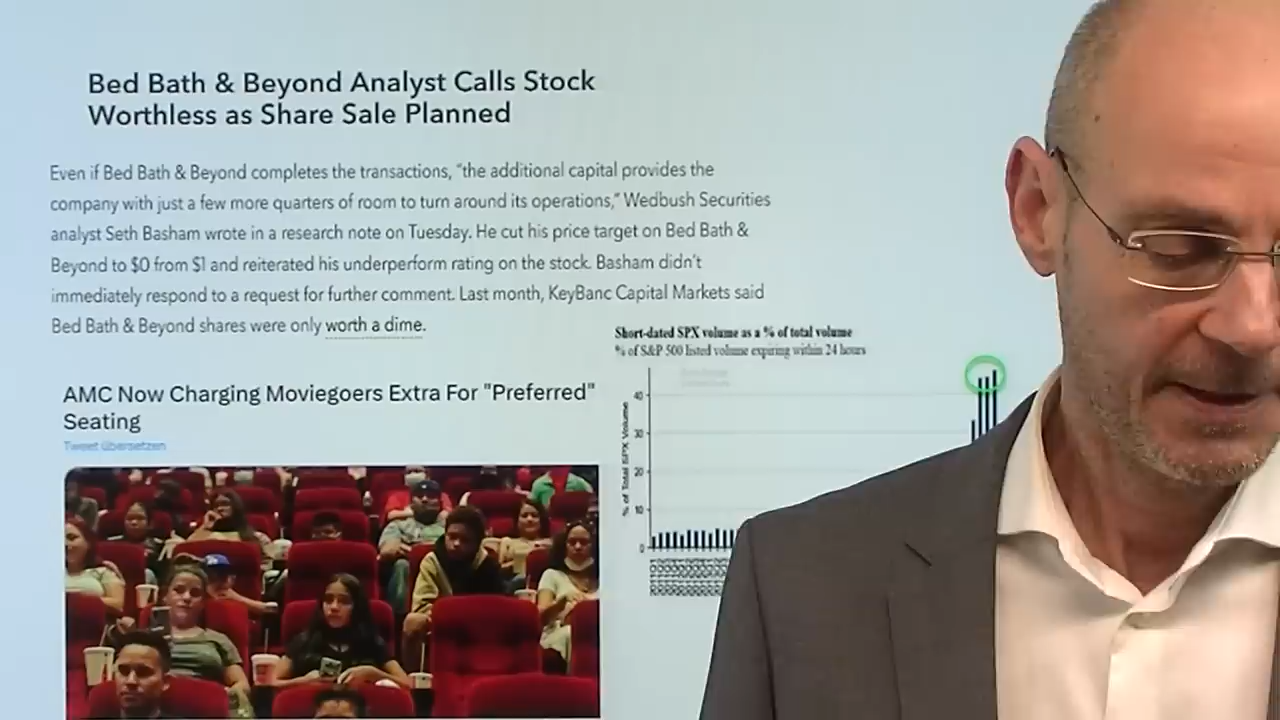 Bed Bath & Beyond Analyst Calls Stock
Worthless as Share Sale Planned
Even if Bed Bath & Beyond completes the transactions, "the additional capital provides the
company with just a few more quarters of room to turn around its operations," Wedbush Securities
analyst Seth Basham wrote in a research note on Tuesday. He cut his price target on Bed Bath &
Beyond to $0 from $1 and reiterated his underperform rating on the stock. Basham didn't
immediately respond to a request for further comment. Last month, KeyBanc Capital Markets said
Bed Bath & Beyond shares were only worth a dime.
AMC Now Charging Moviegoers Extra For "Preferred"
Seating
Tweet übersetzen
Short-dated SPX volume as a % of total volume
% of S&P 500 listed volume expiring within 24 hours
% of Total SPX Volume
40
30
20
10
0